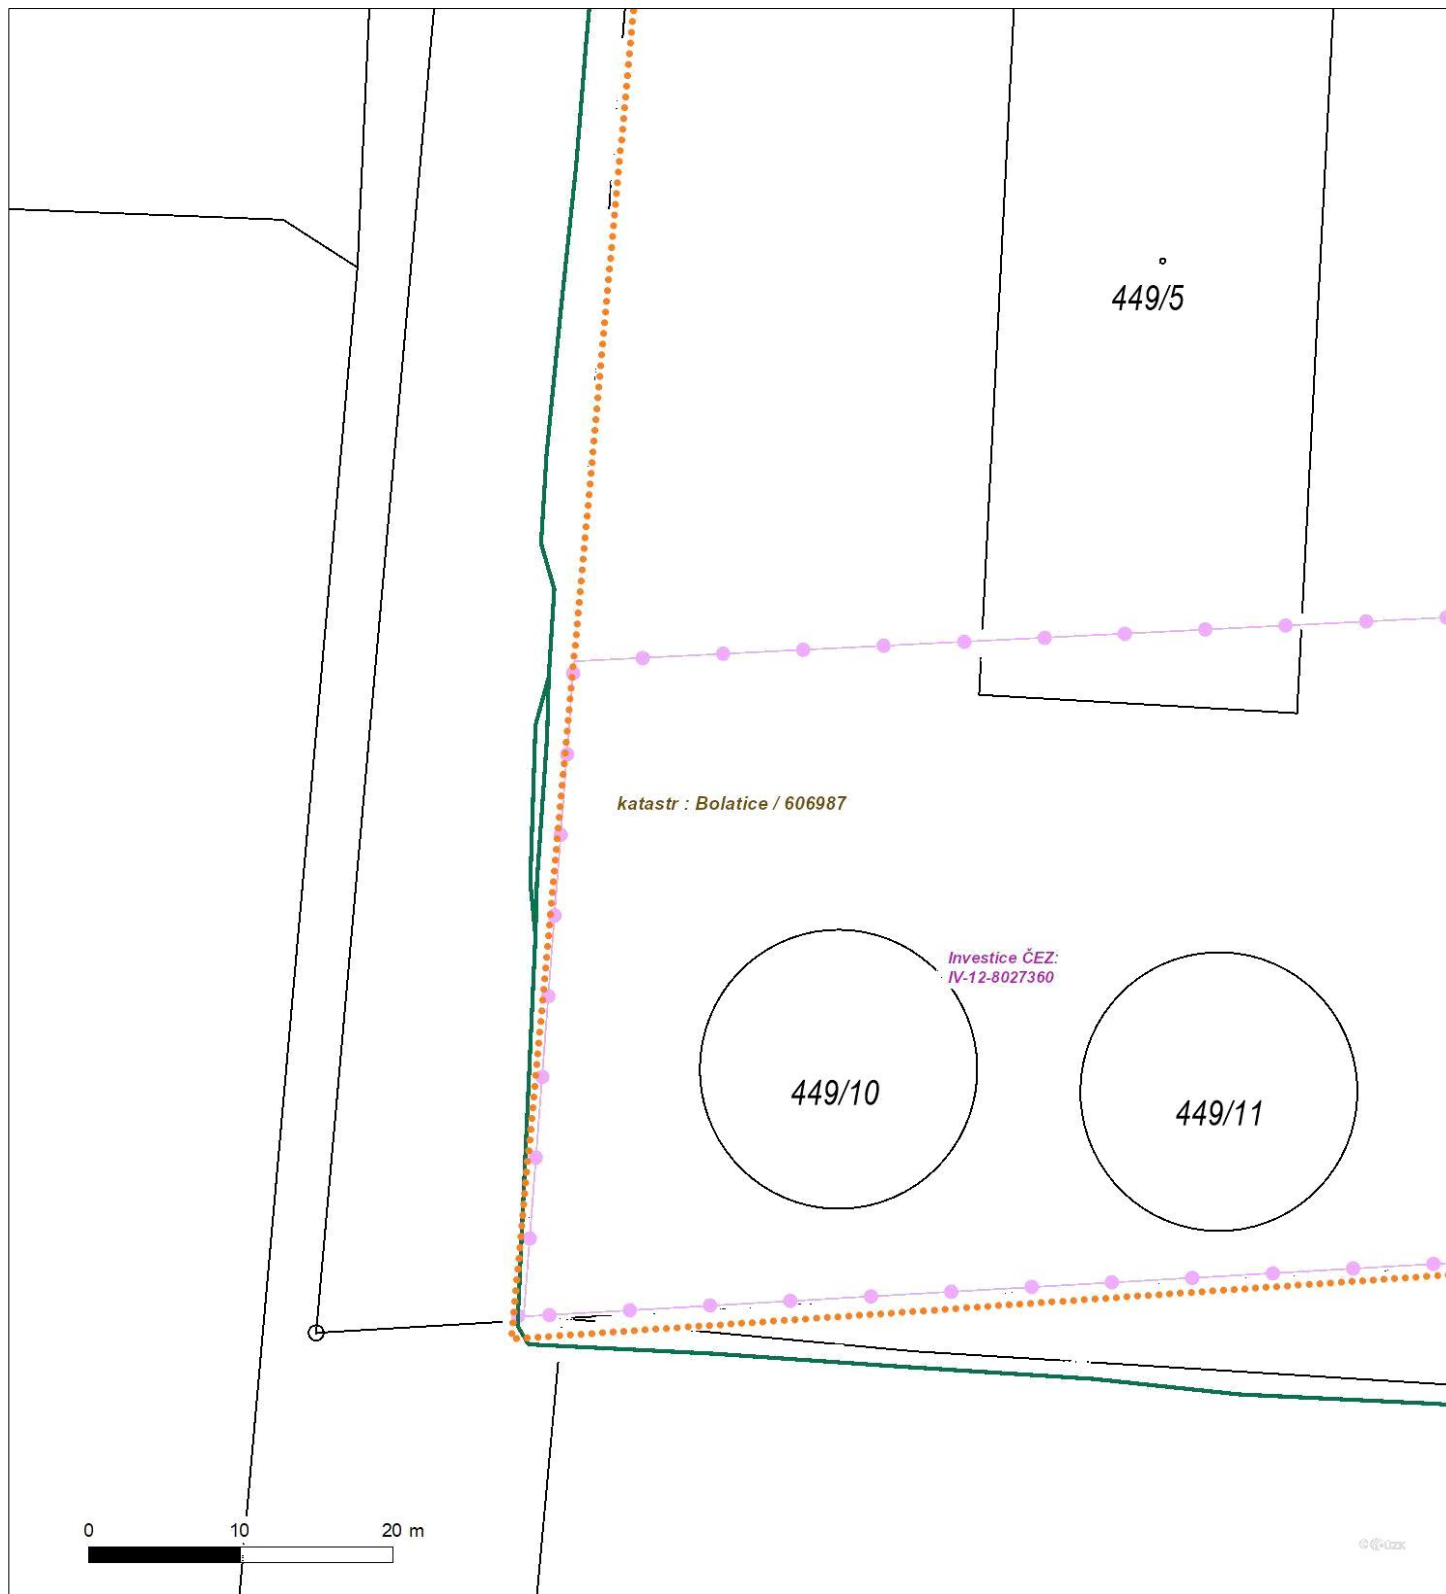 449/5
katastr : Bolatice / 606987
Investice ČEZ:
IV-12-8027360
449/10
449/11
0 10 20 m